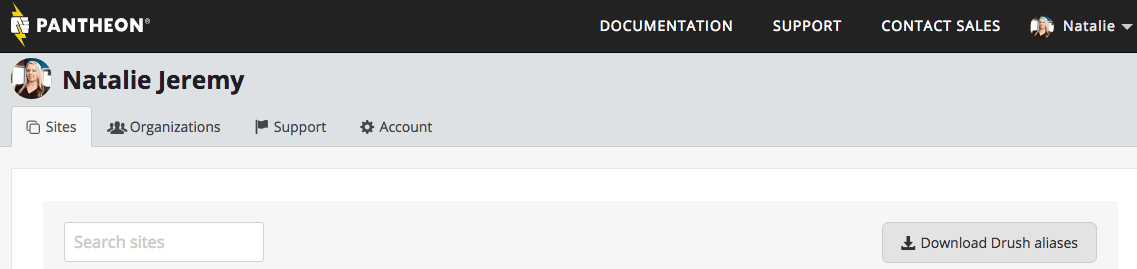 PANTHEON®
DOCUMENTATION SUPPORT CONTACT SALES Natalie
Natalie Jeremy
Sites Organizations Support Account
Search sites Download Drush aliases